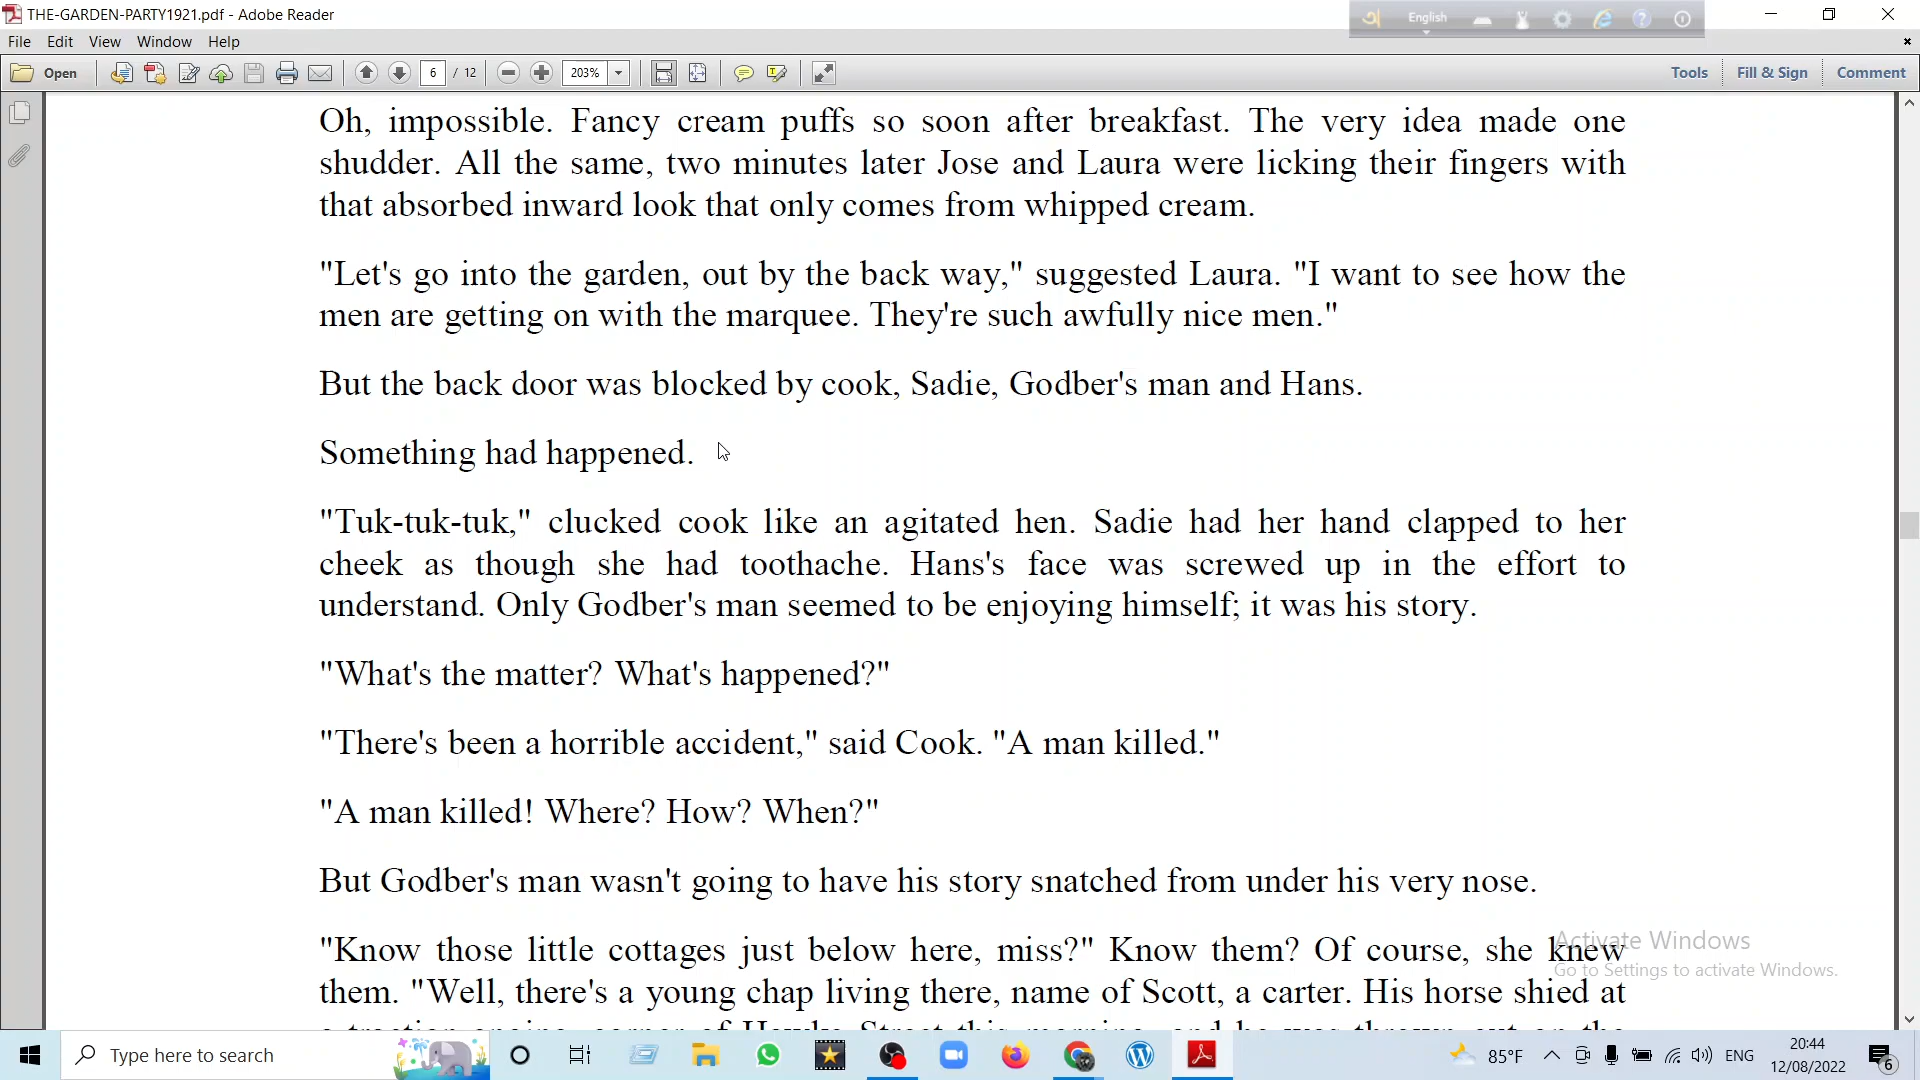 THE-GARDEN-PARTY1921.pdf - Adobe Reader
English
File Edit View Window Help
Open 6 / 12 203% Tools Fill & Sign Comment
Oh, impossible. Fancy cream puffs so soon after breakfast. The very idea made one
shudder. All the same, two minutes later Jose and Laura were licking their fingers with
that absorbed inward look that only comes from whipped cream.
"Let's go into the garden, out by the back way," suggested Laura. "I want to see how the
men are getting on with the marquee. They're such awfully nice men."
But the back door was blocked by cook, Sadie, Godber's man and Hans.
Something had happened.
"Tuk-tuk-tuk," clucked cook like an agitated hen. Sadie had her hand clapped to her
cheek as though she had toothache. Hans's face was screwed up in the effort to
understand. Only Godber's man seemed to be enjoying himself; it was his story.
"What's the matter? What's happened?"
"There's been a horrible accident," said Cook. "A man killed."
"A man killed! Where? How? When?"
But Godber's man wasn't going to have his story snatched from under his very nose.
"Know those little cottages just below here, miss?" Know them? Of course, she knew
them. "Well, there's a young chap living there, name of Scott, a carter. His horse shied at
Activate Windows
Go to Settings to activate Windows.
Type here to search
85°F ENG 20:44
12/08/2022
6